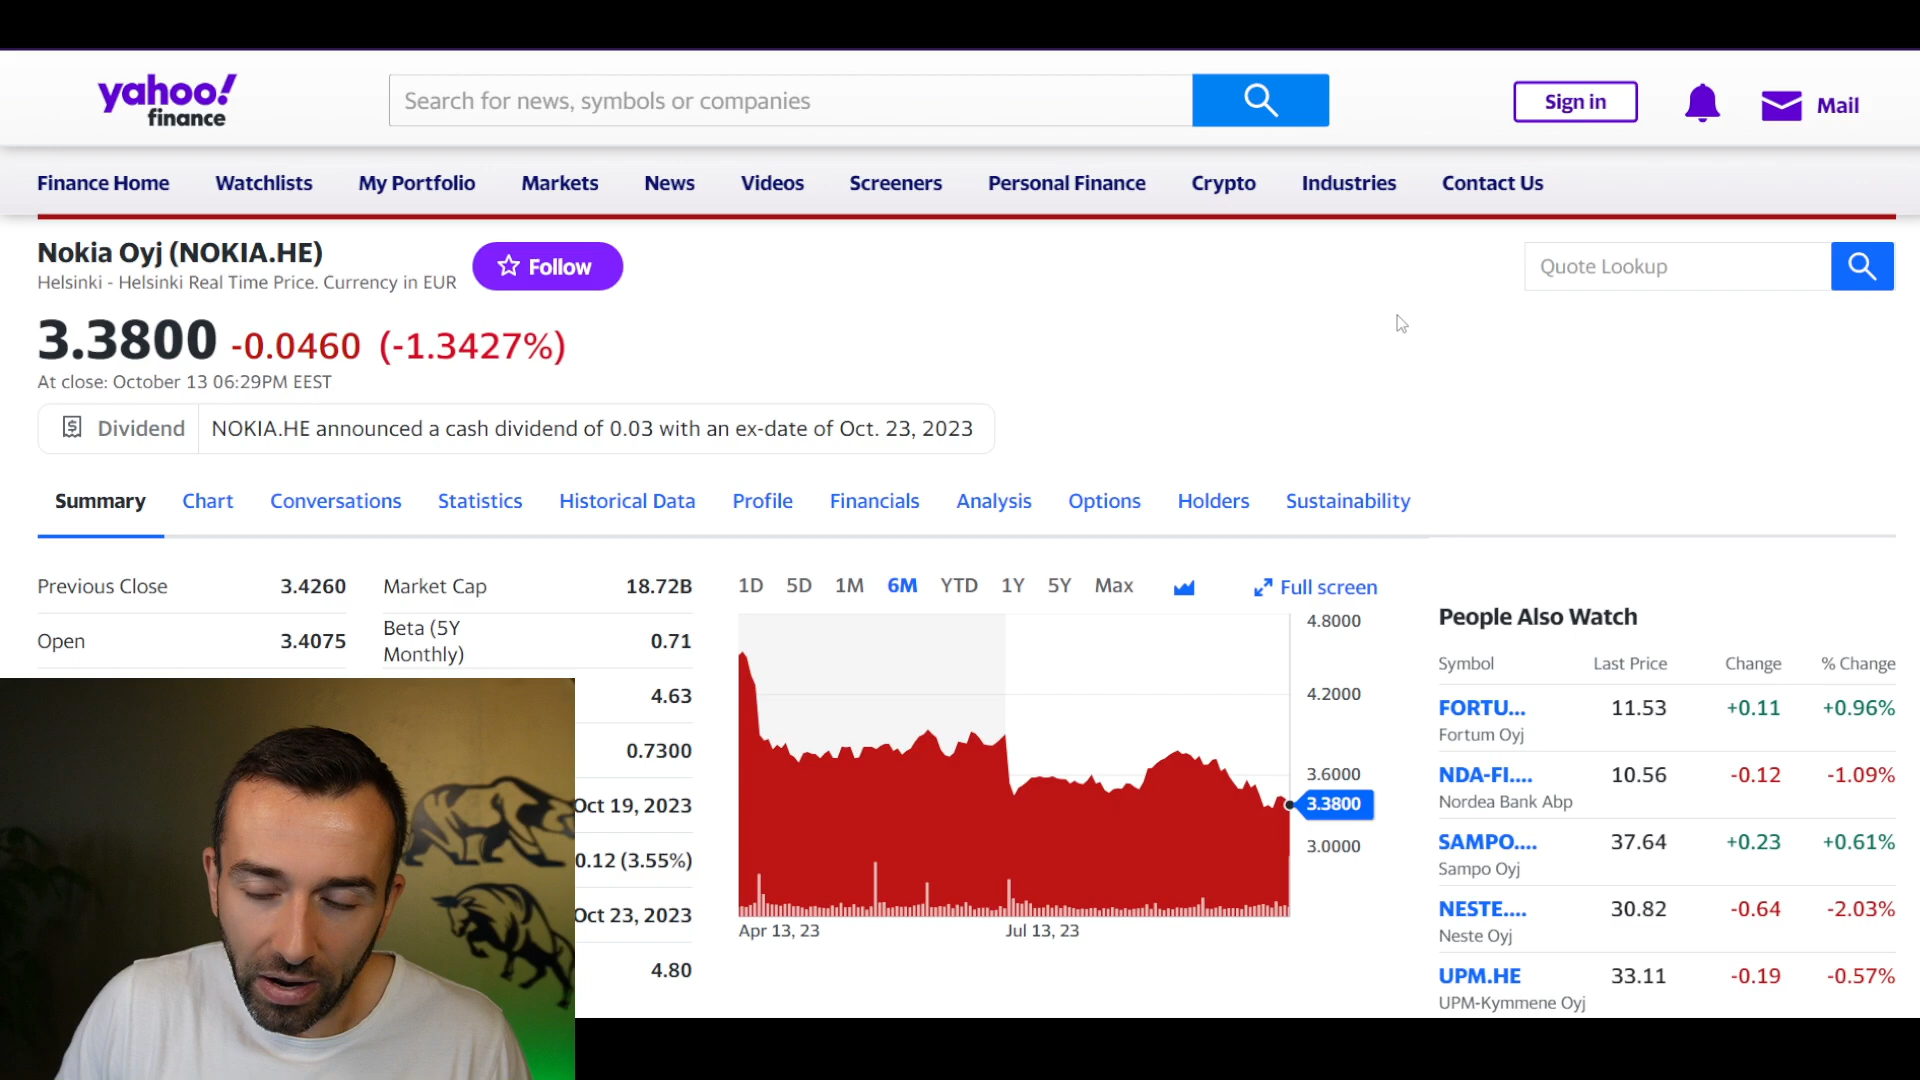 yahoo!
finance
Search for news, symbols or companies
Sign in
Mail
Finance Home Watchlists My Portfolio Markets News Videos Screeners Personal Finance Crypto Industries Contact Us
Nokia Oyj (NOKIA.HE)
Follow
Helsinki - Helsinki Real Time Price. Currency in EUR
Quote Lookup
3.3800 -0.0460 (-1.3427%)
At close: October 13 06:29PM EEST
Dividend NOKIA.HE announced a cash dividend of 0.03 with an ex-date of Oct. 23, 2023
Summary Chart Conversations Statistics Historical Data Profile Financials Analysis Options Holders Sustainability
Previous Close 3.4260
Open 3.4075
Market Cap 18.72B
Beta (5Y
Monthly) 0.71
4.63
0.7300
Oct 19, 2023
0.12 (3.55%)
Oct 23, 2023
4.80
1D 5D 1M 6M YTD 1Y 5Y Max Full screen
4.8000
4.2000
3.6000
3.3800
3.0000
Apr 13, 23 Jul 13, 23
People Also Watch
Symbol Last Price Change % Change
FORTU... 11.53 +0.11 +0.96%
Fortum Oyj
NDA-FI.... 10.56 -0.12 -1.09%
Nordea Bank Abp
SAMPO.... 37.64 +0.23 +0.61%
Sampo Oyj
NESTE.... 30.82 -0.64 -2.03%
Neste Oyj
UPM.HE 33.11 -0.19 -0.57%
UPM-Kymmene Oyj